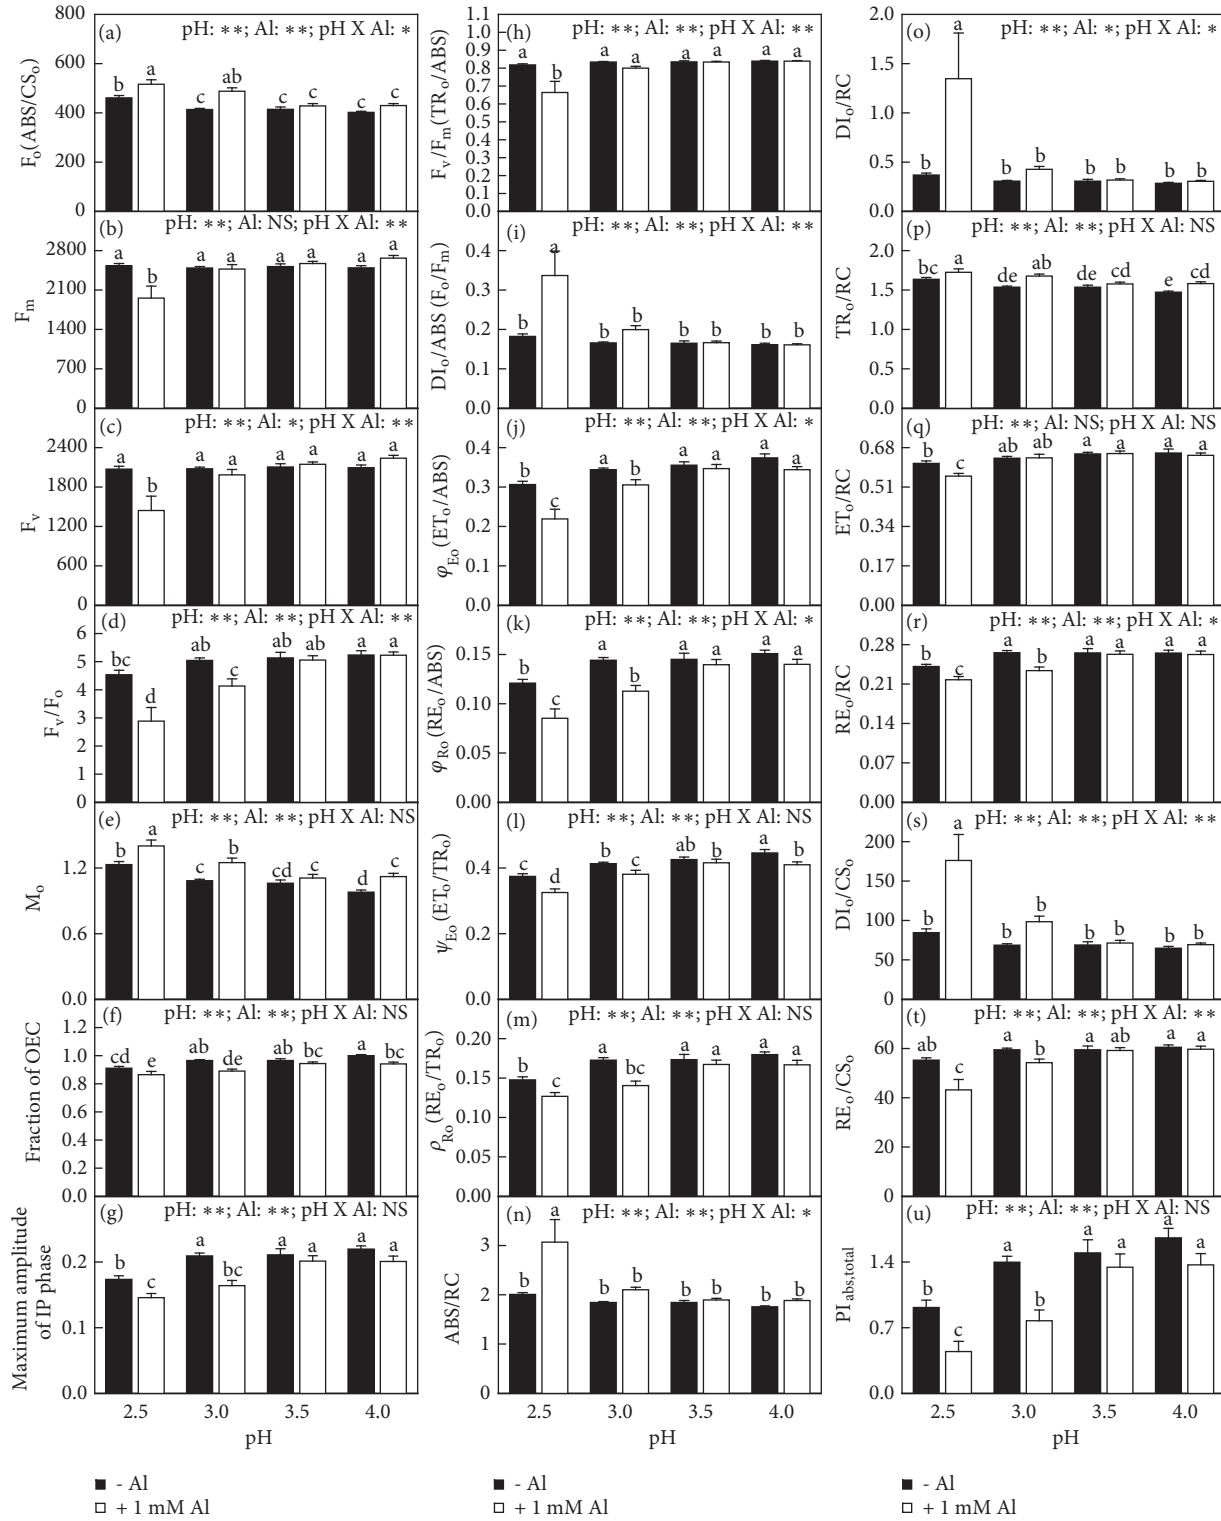 (a) pH: **; Al: **; pH X Al: *
F₀(ABS/CS₀)
800
600
400
200
0
b a c ab c c c c
(b) pH: **; Al: NS; pH X Al: **
Fₘ
2800
2100
1400
700
0
a b a a a a a a
(c) pH: **; Al: *; pH X Al: **
Fᵥ
2400
1800
1200
600
0
a b a a a a a a
(d) pH: **; Al: **; pH X Al: **
Fᵥ/Fₒ
6
5
4
3
2
1
0
bc d ab c ab ab a a
(e) pH: **; Al: **; pH X Al: NS
Mₒ
1.2
0.6
0.0
b a c b cd c d c
(f) pH: **; Al: **; pH X Al: NS
Fraction of OEC
1.2
1.0
0.8
0.6
0.4
0.2
0.0
cd e ab de ab bc a bc
(g) pH: **; Al: **; pH X Al: NS
Maximum amplitude
of IP phase
0.2
0.1
0.0
b c a bc a a a a
2.5 3.0 3.5 4.0
pH
- Al
+ 1 mM Al
(h) pH: **; Al: **; pH X Al: **
Fᵥ/Fₘ(TRₒ/ABS)
1.1
1.0
0.9
0.8
0.7
0.6
0.5
0.4
0.3
0.2
0.1
0.0
a b a a a a a a
(i) pH: **; Al: **; pH X Al: **
DIₒ/ABS (Fₒ/Fₘ)
0.4
0.3
0.2
0.1
0.0
b a b b b b b b
(j) pH: **; Al: **; pH X Al: *
φEo(ETₒ/ABS)
0.4
0.3
0.2
0.1
0.0
b c a b a a a a
(k) pH: **; Al: **; pH X Al: *
φRo(REₒ/ABS)
0.15
0.10
0.05
0.00
b c a b a a a a
(l) pH: **; Al: **; pH X Al: NS
ψEo(ETₒ/TRₒ)
0.4
0.2
0.0
c d b c ab b a b
(m) pH: **; Al: **; pH X Al: NS
ρRo(REₒ/TRₒ)
0.20
0.15
0.10
0.05
0.00
b c a bc a a a a
(n) pH: **; Al: **; pH X Al: *
ABS/RC
3
2
1
0
b a b b b b b b
2.5 3.0 3.5 4.0
pH
- Al
+ 1 mM Al
(o) pH: **; Al: *; pH X Al: *
DIₒ/RC
2.0
1.5
1.0
0.5
0.0
b a b b b b b b
(p) pH: **; Al: **; pH X Al: NS
TRₒ/RC
2.0
1.5
1.0
0.5
0.0
bc a de ab de cd e cd
(q) pH: **; Al: NS; pH X Al: NS
ETₒ/RC
0.68
0.51
0.34
0.17
0.00
b c ab ab a a a a
(r) pH: **; Al: **; pH X Al: *
REₒ/RC
0.28
0.21
0.14
0.07
0.00
b c a b a a a a
(s) pH: **; Al: **; pH X Al: **
DIₒ/CSₒ
200
150
100
50
0
b a b b b b b b
(t) pH: **; Al: **; pH X Al: **
REₒ/CSₒ
60
40
20
0
ab c a b a ab a a
(u) pH: **; Al: **; pH X Al: NS
PIabs,total
1.4
0.7
0.0
b c a b a a a a
2.5 3.0 3.5 4.0
pH
- Al
+ 1 mM Al